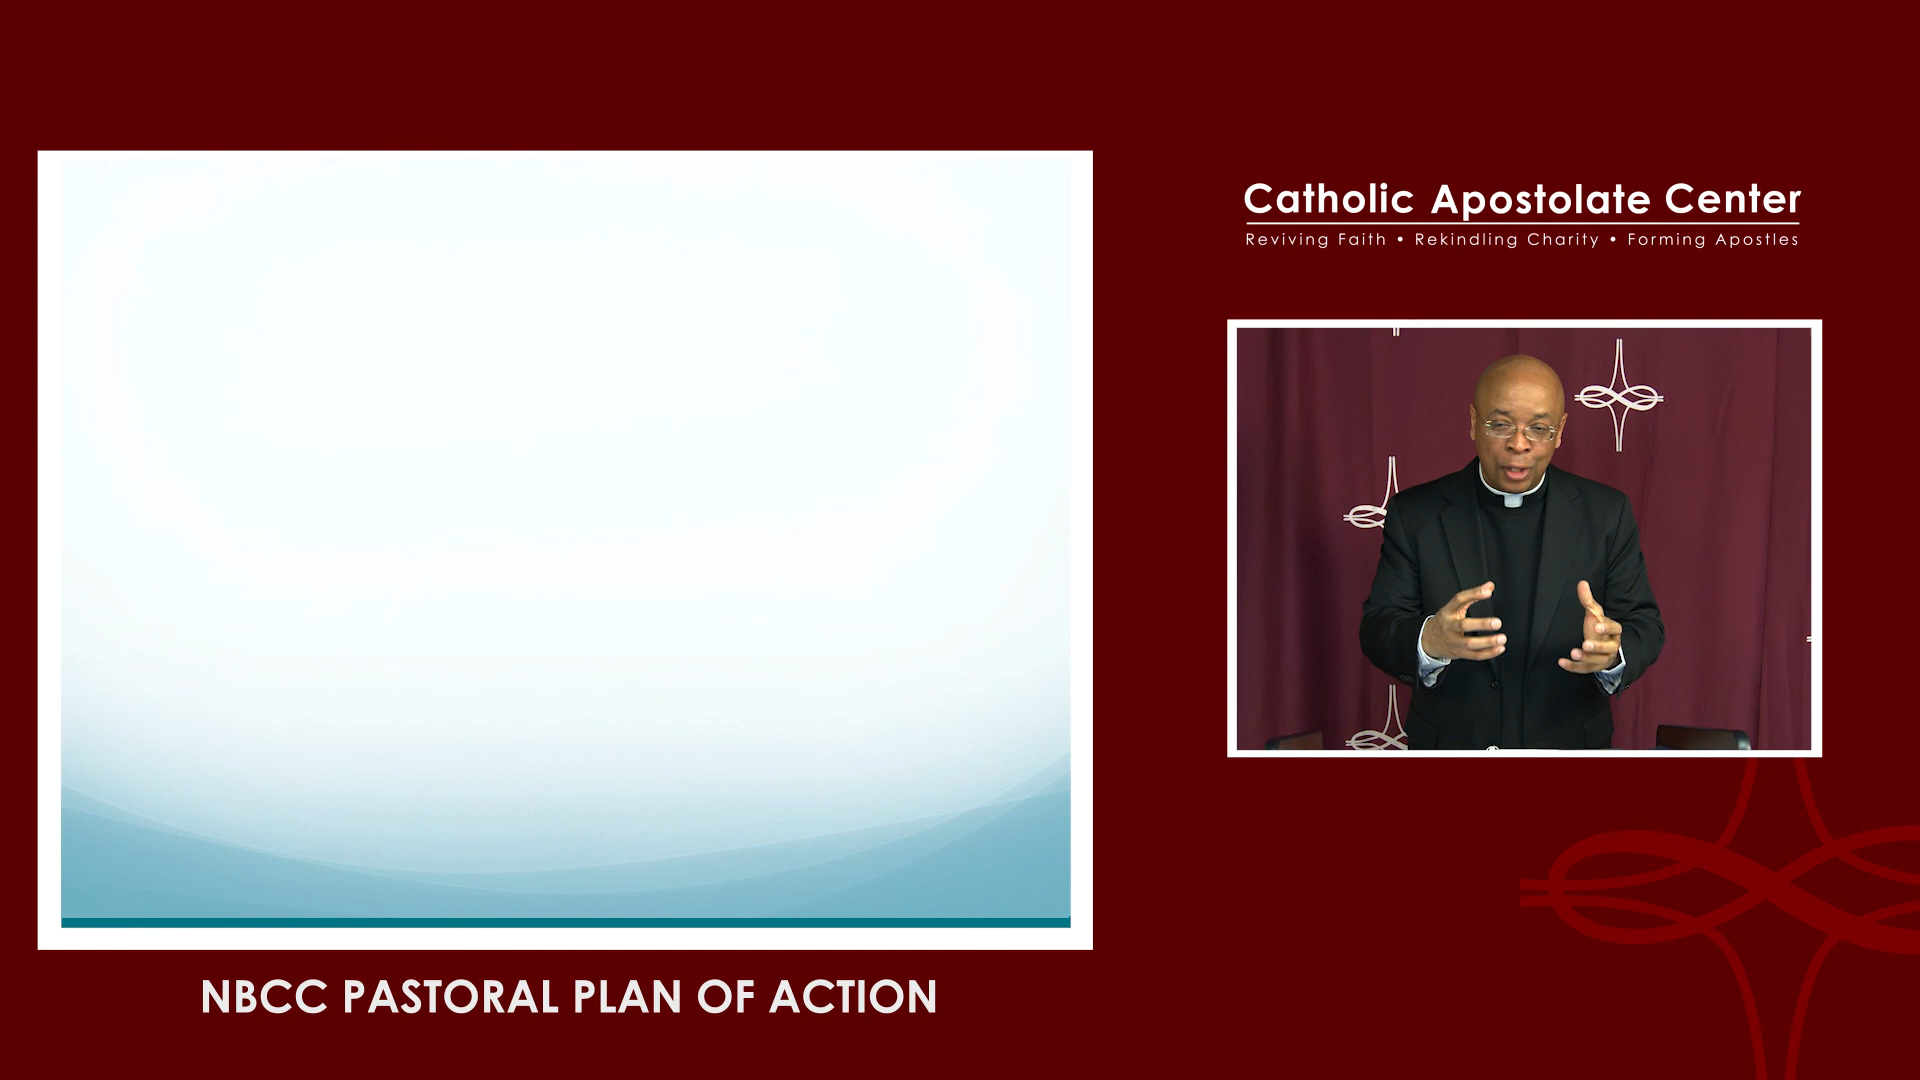 Catholic Apostolate Center
Reviving Faith • Rekindling Charity • Forming Apostles
NBCC PASTORAL PLAN OF ACTION